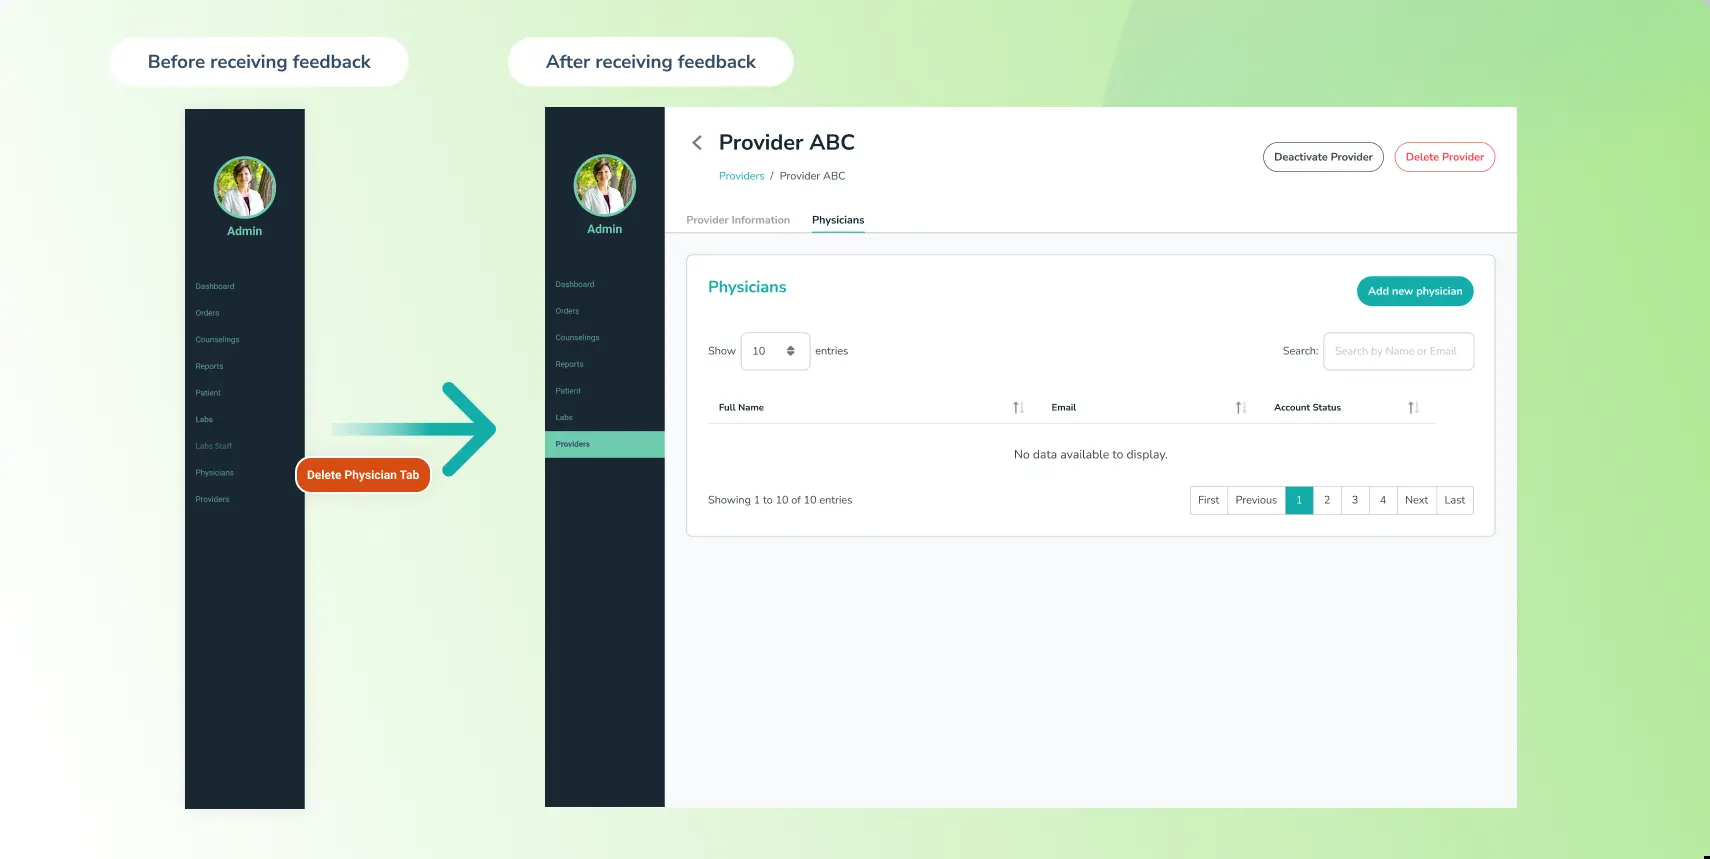 Before receiving feedback
After receiving feedback
Admin
Dashboard
Orders
Counselings
Reports
Patient
Labs
Labs Staff
Physicians
Providers
Delete Physician Tab
Admin
Dashboard
Orders
Counselings
Reports
Patient
Labs
Providers
Provider ABC
Providers / Provider ABC
Deactivate Provider
Delete Provider
Provider Information
Physicians
Physicians
Add new physician
Show 10 entries
Search: Search by Name or Email
Full Name Email Account Status
No data available to display.
Showing 1 to 10 of 10 entries
First Previous 1 2 3 4 Next Last